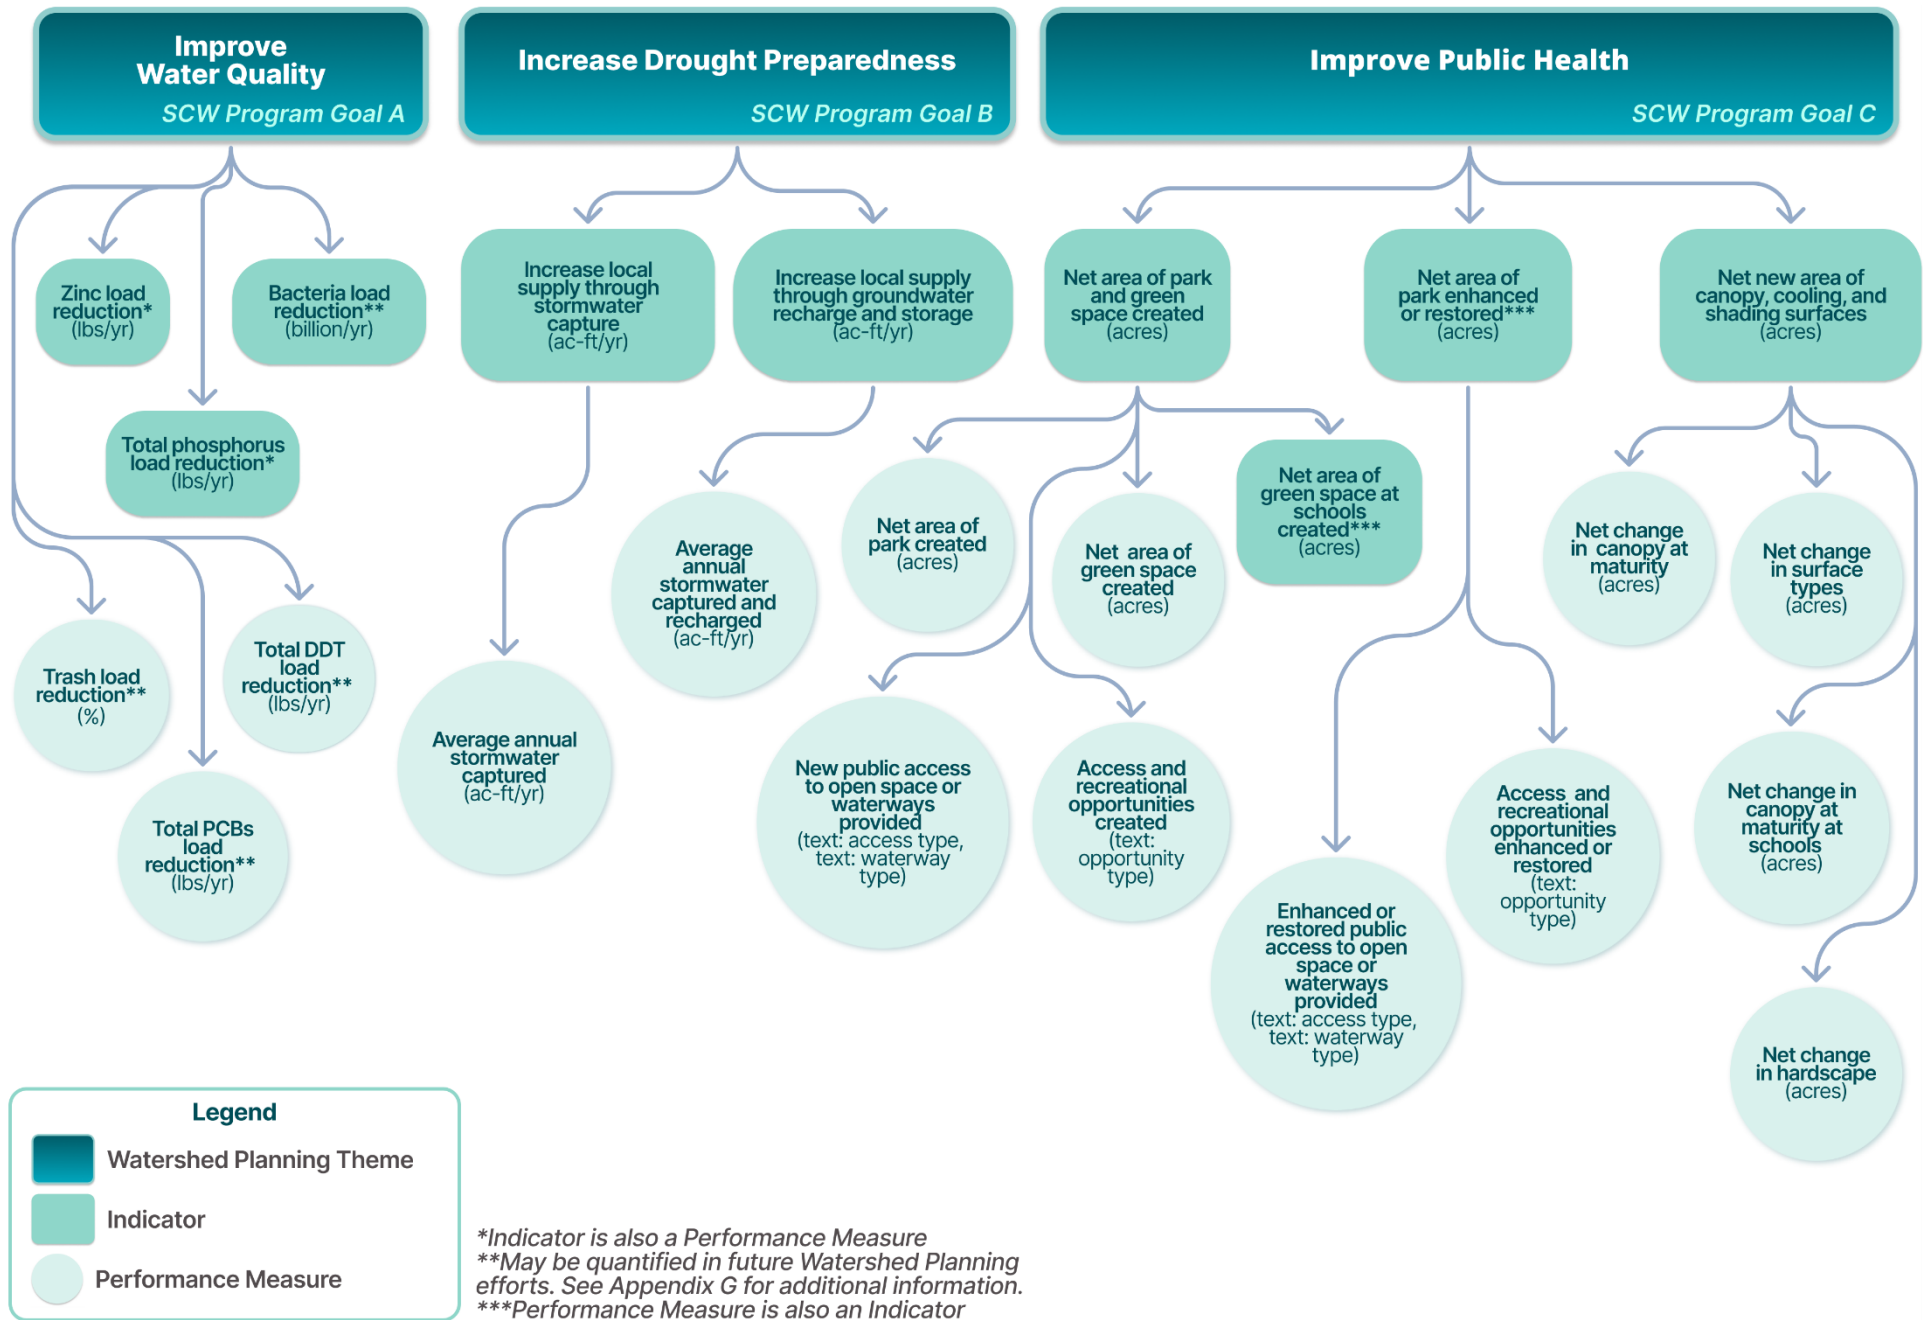 Improve
Water Quality
SCW Program Goal A
Increase Drought Preparedness
SCW Program Goal B
Improve Public Health
SCW Program Goal C
Zinc load
reduction*
(lbs/yr)
Bacteria load
reduction**
(billion/yr)
Total phosphorus
load reduction*
(lbs/yr)
Trash load
reduction**
(%)
Total DDT
load
reduction**
(lbs/yr)
Total PCBs
load
reduction**
(lbs/yr)
Increase local
supply through
stormwater
capture
(ac-ft/yr)
Increase local supply
through groundwater
recharge and storage
(ac-ft/yr)
Average annual
stormwater
captured
(ac-ft/yr)
Average
annual
stormwater
captured and
recharged
(ac-ft/yr)
Net area of park
and green
space created
(acres)
Net area of
park enhanced
or restored***
(acres)
Net new area of
canopy, cooling, and
shading surfaces
(acres)
Net area of
park created
(acres)
Net area of
green space
created
(acres)
Net area of
green space at
schools
created***
(acres)
New public access
to open space or
waterways
provided
(text: access type,
text: waterway
type)
Access and
recreational
opportunities
created
(text:
opportunity
type)
Enhanced or
restored public
access to open
space or
waterways
provided
(text: access type,
text: waterway
type)
Access and
recreational
opportunities
enhanced or
restored
(text:
opportunity
type)
Net change
in canopy at
maturity
(acres)
Net change
in surface
types
(acres)
Net change in
canopy at
maturity at
schools
(acres)
Net change
in hardscape
(acres)
Legend
Watershed Planning Theme
Indicator
Performance Measure
*Indicator is also a Performance Measure
**May be quantified in future Watershed Planning
efforts. See Appendix G for additional information.
***Performance Measure is also an Indicator